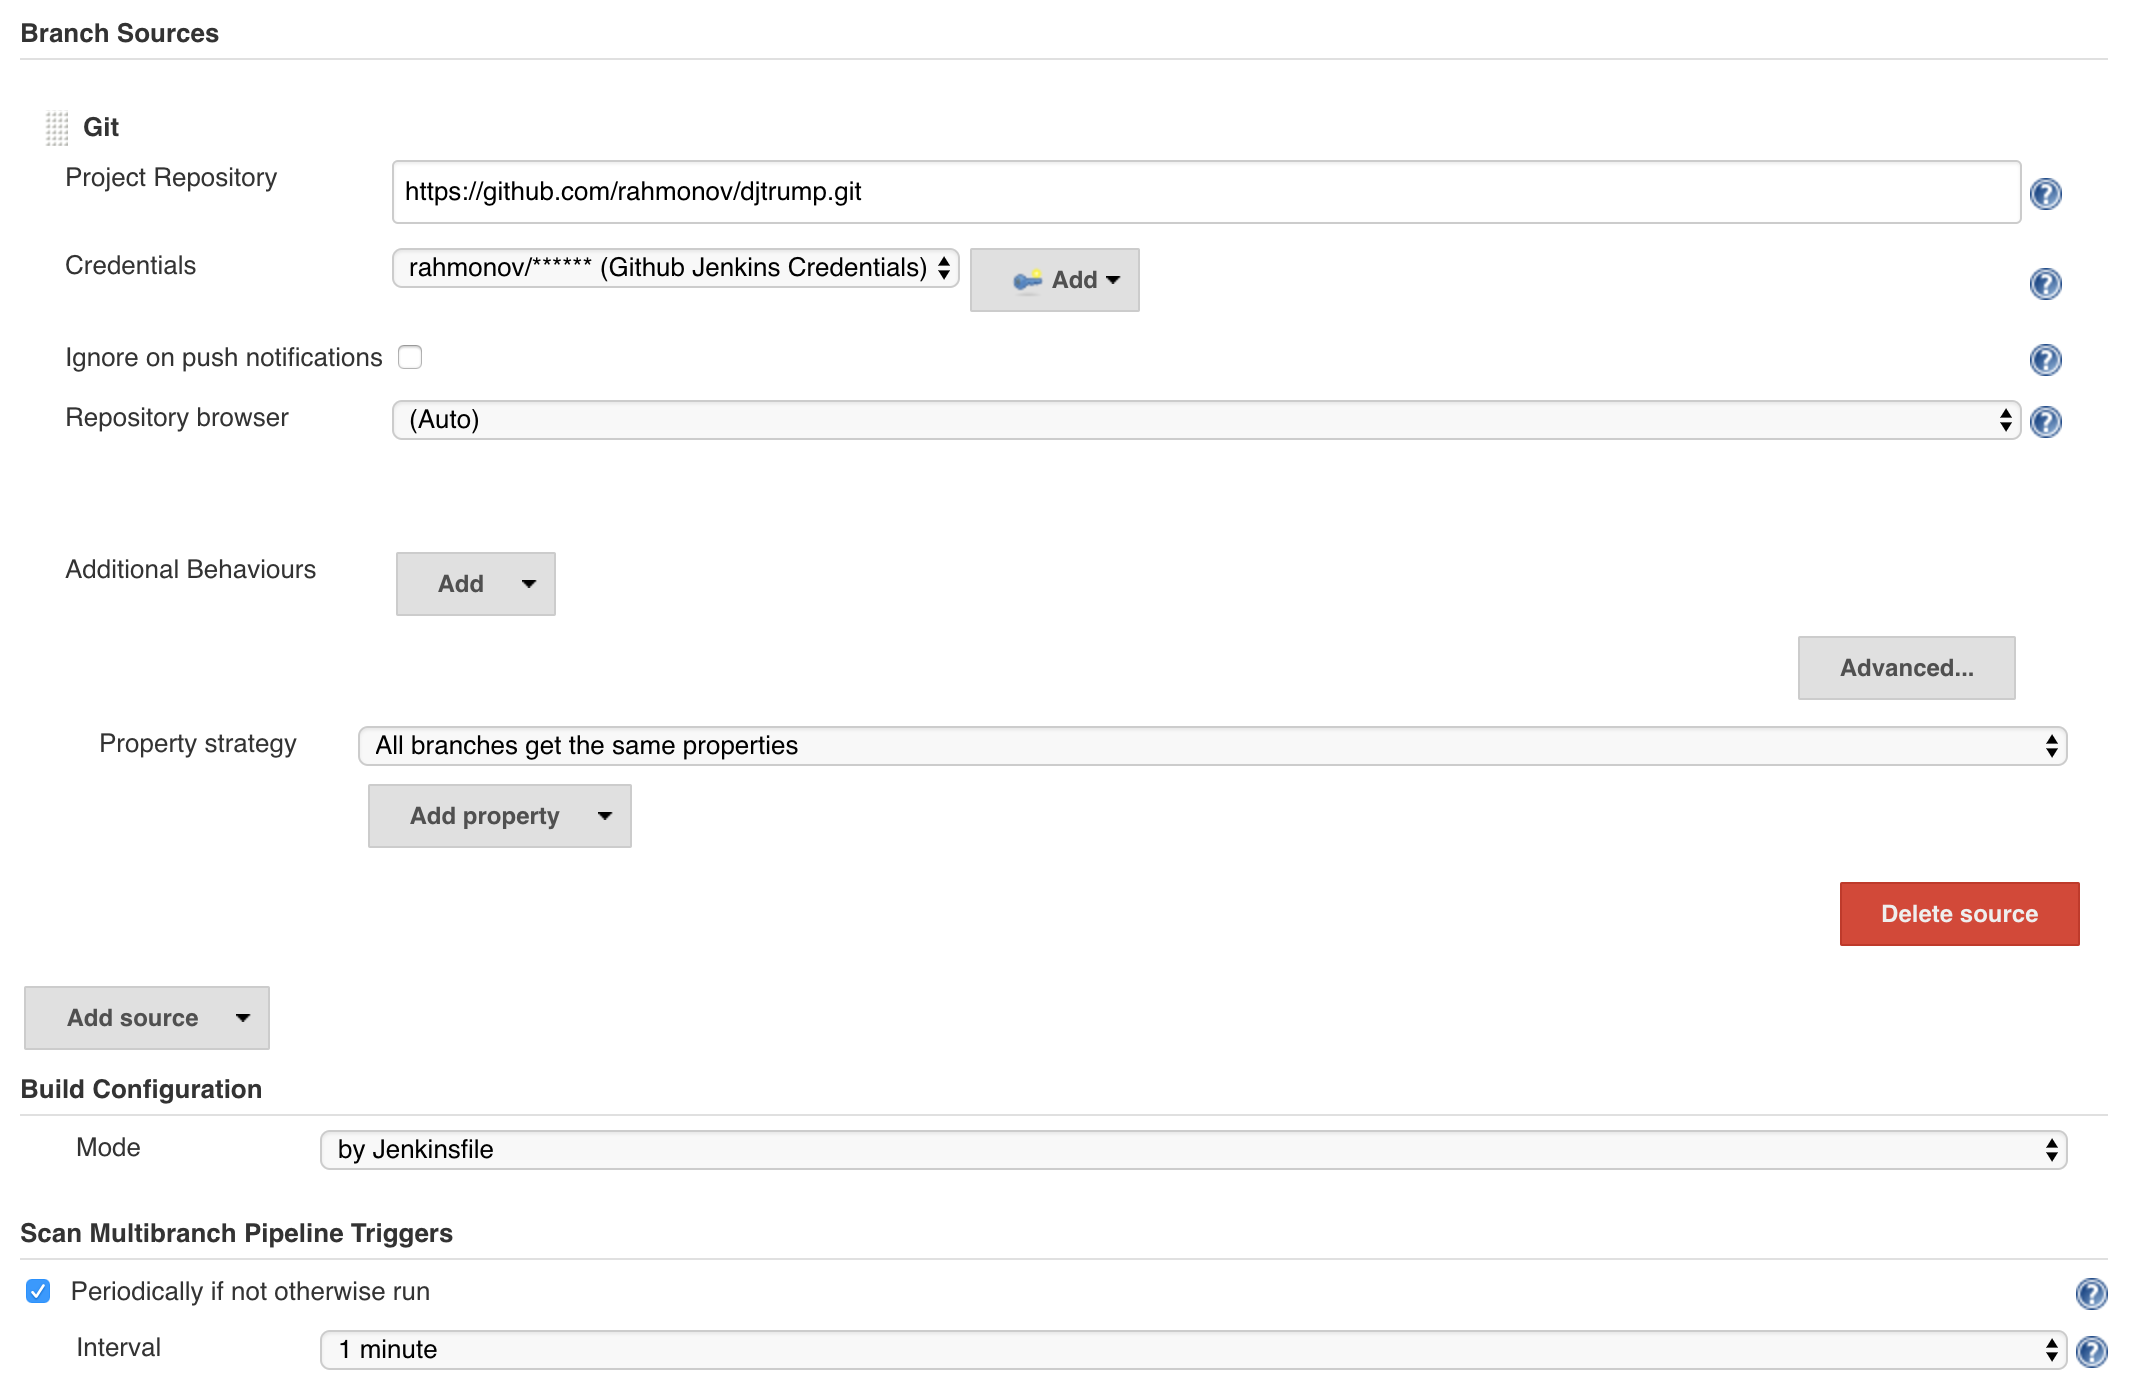 Branch Sources
Git
Project Repository
https://github.com/rahmonov/djtrump.git
Credentials
rahmonov/****** (Github Jenkins Credentials)
Add
Ignore on push notifications
Repository browser
(Auto)
Additional Behaviours
Add
Advanced...
Property strategy
All branches get the same properties
Add property
Delete source
Add source
Build Configuration
Mode
by Jenkinsfile
Scan Multibranch Pipeline Triggers
Periodically if not otherwise run
Interval
1 minute